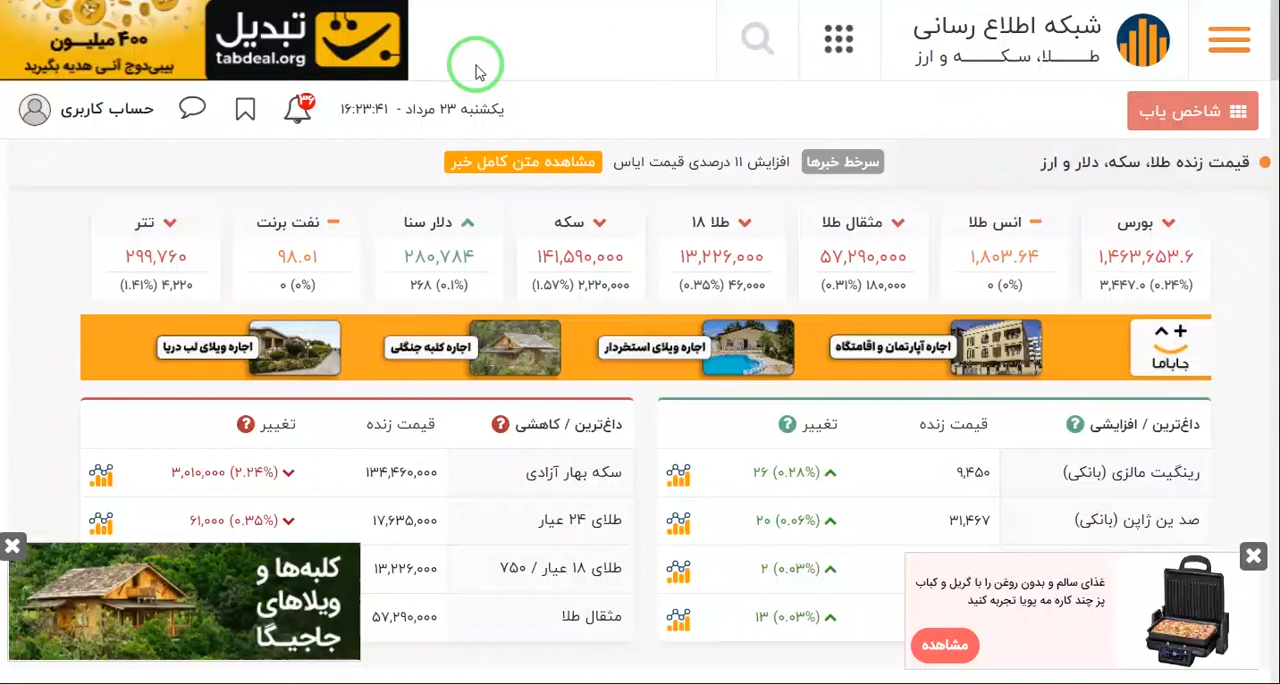 شبکه اطلاع رسانی
طلا، سکه و ارز
تبدیل
tabdeal.org
۴۰۰ میلیون
بیبی‌دوج آنی هدیه بگیرید
شاخص یاب
یکشنبه ۲۳ مرداد - ۱۶:۲۳:۴۱
حساب کاربری
قیمت زنده طلا، سکه، دلار و ارز
سرخط خبرها
افزایش ۱۱ درصدی قیمت ایاس
مشاهده متن کامل خبر
بورس
۱,۴۶۳,۶۵۳.۶
(۰.۲۴%) ۳,۴۴۷.۰
انس طلا
۱,۸۰۳.۶۴
(۰%) ۰
مثقال طلا
۵۷,۲۹۰,۰۰۰
(۰.۳۱%) ۱۸۰,۰۰۰
طلا ۱۸
۱۳,۲۲۶,۰۰۰
(۰.۳۵%) ۴۶,۰۰۰
سکه
۱۴۱,۵۹۰,۰۰۰
(۱.۵۷%) ۲,۲۲۰,۰۰۰
دلار سنا
۲۸۰,۷۸۴
(۰.۱%) ۲۶۸
نفت برنت
۹۸.۰۱
(۰%) ۰
تتر
۲۹۹,۷۶۰
(۱.۴۱%) ۴,۲۲۰
جاباما
اجاره آپارتمان و اقامتگاه
اجاره ویلای استخردار
اجاره کلبه جنگلی
اجاره ویلای لب دریا
داغ‌ترین / افزایشی قیمت زنده تغییر
رینگیت مالزی (بانکی) ۹,۴۵۰ (۰.۲۸%) ۲۶
صد ین ژاپن (بانکی) ۳۱,۴۶۷ (۰.۰۶%) ۲۰
(۰.۰۳%) ۲
(۰.۰۳%) ۱۳
داغ‌ترین / کاهشی قیمت زنده تغییر
سکه بهار آزادی ۱۳۴,۴۶۰,۰۰۰ (۲.۲۴%) ۳,۰۱۰,۰۰۰
طلای ۲۴ عیار ۱۷,۶۳۵,۰۰۰ (۰.۳۵%) ۶۱,۰۰۰
طلای ۱۸ عیار / ۷۵۰ ۱۳,۲۲۶,۰۰۰
مثقال طلا ۵۷,۲۹۰,۰۰۰
غذای سالم و بدون روغن را با گریل و کباب
پز چند کاره مه پویا تجربه کنید
مشاهده
کلبه‌ها و
ویلاهای
جاجیگا